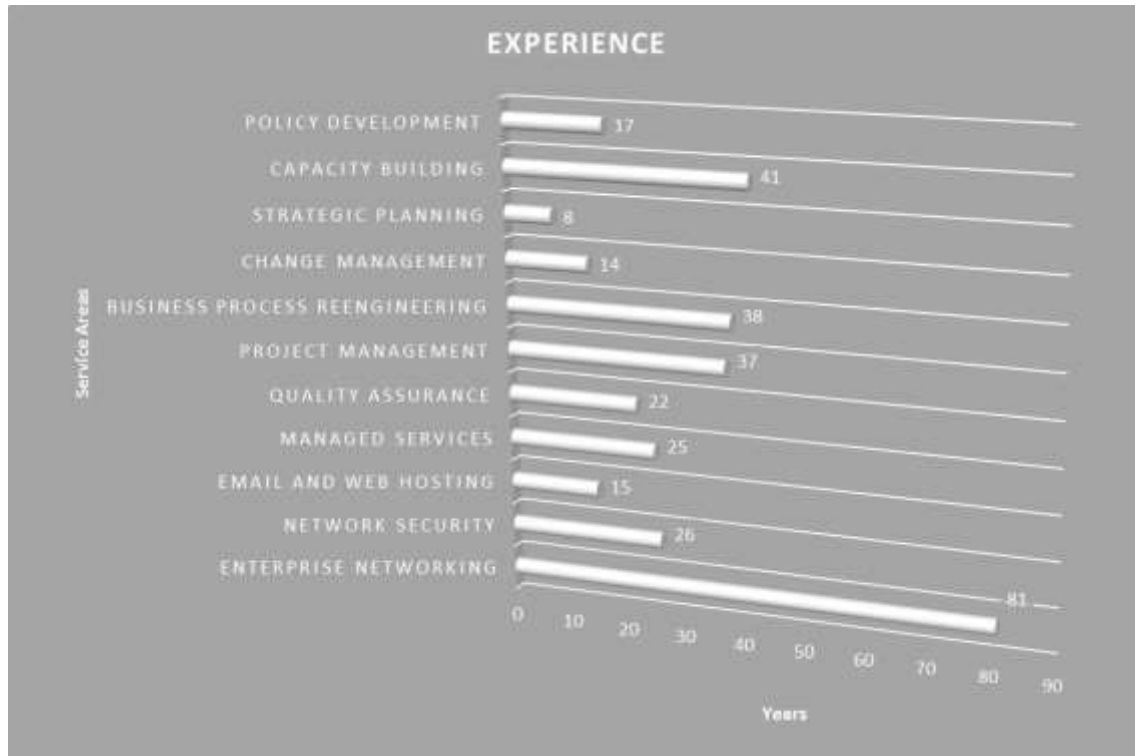 EXPERIENCE
POLICY DEVELOPMENT 17
CAPACITY BUILDING 41
STRATEGIC PLANNING 8
CHANGE MANAGEMENT 14
BUSINESS PROCESS REENGINEERING 38
PROJECT MANAGEMENT 37
QUALITY ASSURANCE 22
MANAGED SERVICES 25
EMAIL AND WEB HOSTING 15
NETWORK SECURITY 26
ENTERPRISE NETWORKING 81
Service Areas
0 10 20 30 40 50 60 70 80 90
Years